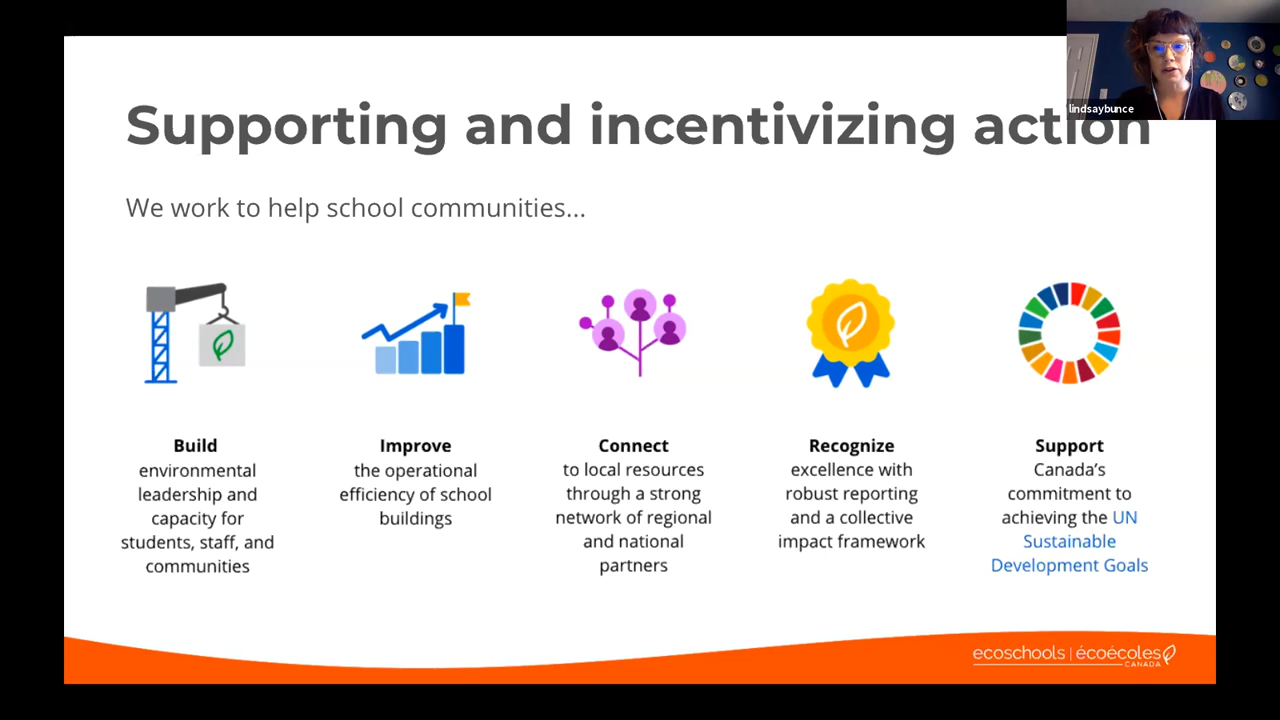 lindsaybunce
Supporting and incentivizing action
We work to help school communities...
Build
environmental
leadership and
capacity for
students, staff, and
communities
Improve
the operational
efficiency of school
buildings
Connect
to local resources
through a strong
network of regional
and national
partners
Recognize
excellence with
robust reporting
and a collective
impact framework
Support
Canada's
commitment to
achieving the UN
Sustainable
Development Goals
ecoschools | écoécoles
CANADA